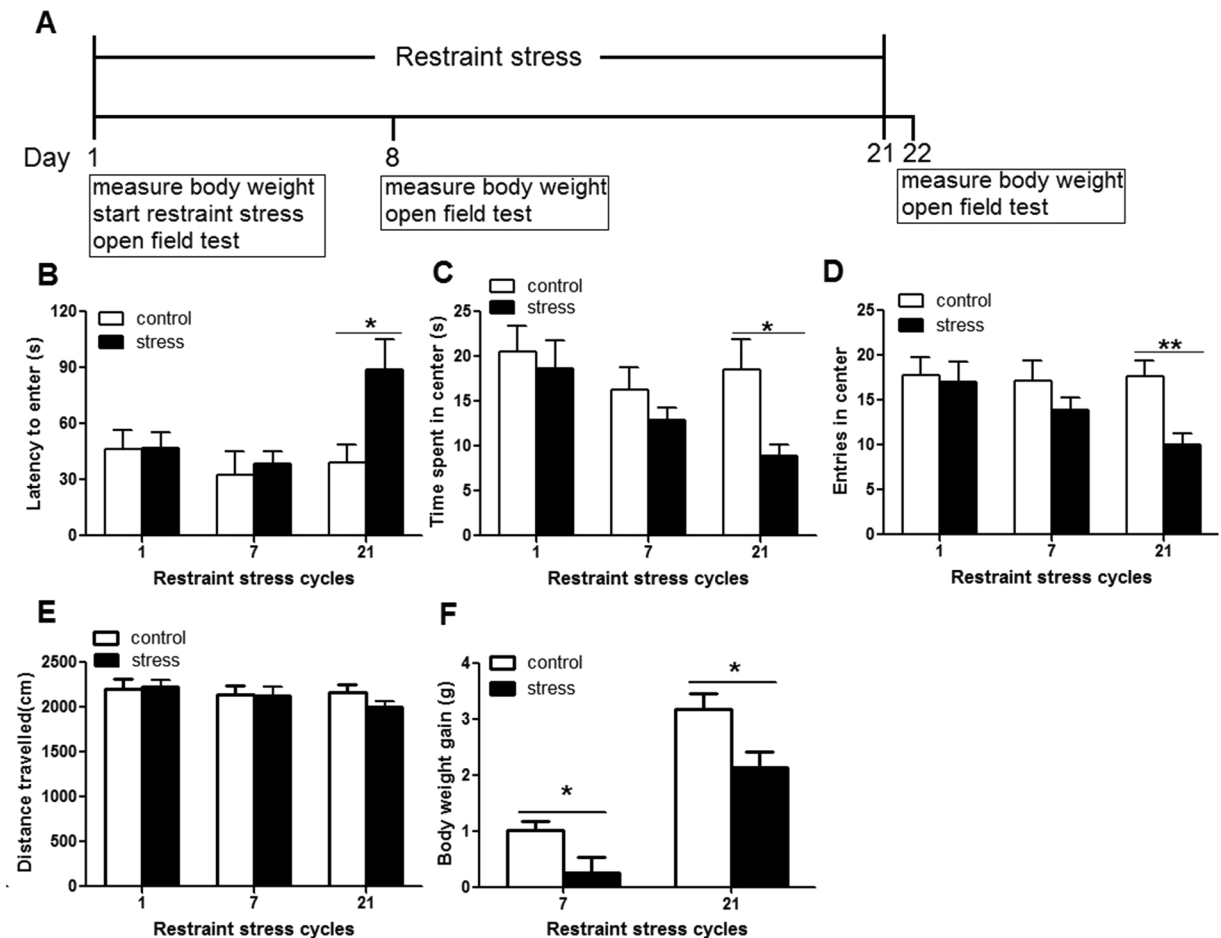 A
Restraint stress
Day 1 8 21 22
measure body weight
start restraint stress
open field test
measure body weight
open field test
measure body weight
open field test
B
control
stress
*
Latency to enter (s)
120
90
60
30
0
1 7 21
Restraint stress cycles
C
control
stress
*
Time spent in center (s)
25
20
15
10
5
0
1 7 21
Restraint stress cycles
D
control
stress
**
Entries in center
25
20
15
10
5
0
1 7 21
Restraint stress cycles
E
control
stress
Distance travelled(cm)
2500
2000
1500
1000
500
0
1 7 21
Restraint stress cycles
F
control
stress
*
*
Body weight gain (g)
4
3
2
1
0
7 21
Restraint stress cycles